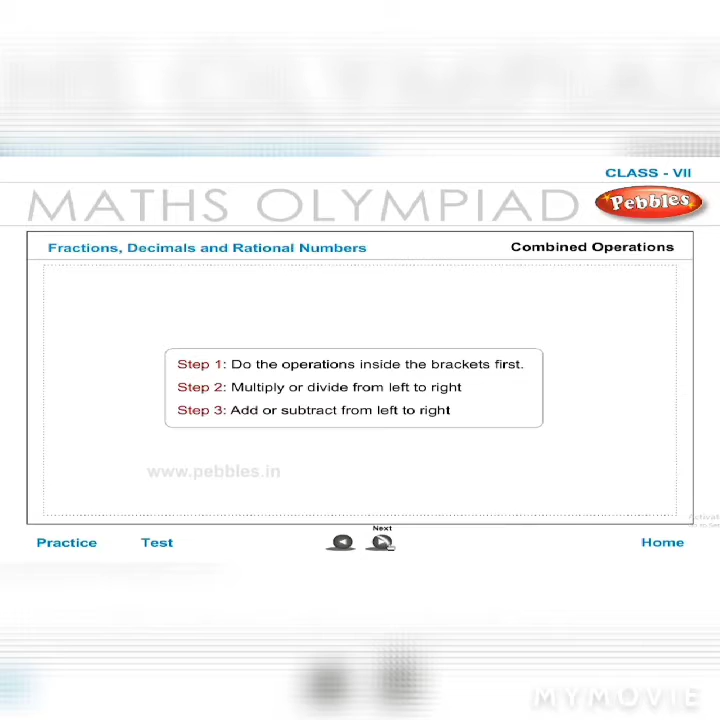 CLASS - VII
MATHS OLYMPIAD
Pebbles
Fractions, Decimals and Rational Numbers
Combined Operations
Step 1: Do the operations inside the brackets first.
Step 2: Multiply or divide from left to right
Step 3: Add or subtract from left to right
www.pebbles.in
Next
Practice
Test
Home
MYMOVIE